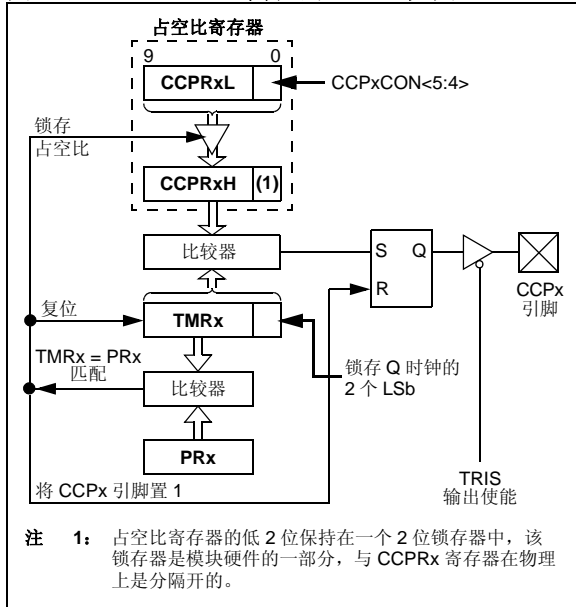 占空比寄存器
9 0
CCPRxL
CCPxCON<5:4>
锁存
占空比
CCPRxH (1)
比较器
S Q
R
CCPx
引脚
复位
TMRx
TMRx = PRx
匹配
锁存 Q 时钟的
2 个 LSb
比较器
PRx
TRIS
输出使能
将 CCPx 引脚置 1
注 1： 占空比寄存器的低 2 位保持在一个 2 位锁存器中，该
锁存器是模块硬件的一部分，与 CCPRx 寄存器在物理
上是分隔开的。